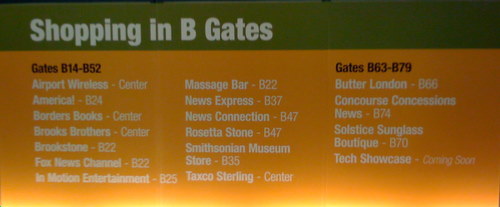 Shopping in B Gates
Gates B14-B52
Airport Wireless - Center
America! - B24
Borders Books - Center
Brooks Brothers - Center
Brookstone - B22
Fox News Channel - B22
In Motion Entertainment - B25
Massage Bar - B22
News Express - B37
News Connection - B47
Rosetta Stone - B47
Smithsonian Museum
Store - B35
Taxco Sterling - Center
Gates B63-B79
Butter London - B66
Concourse Concessions
News - B74
Solstice Sunglass
Boutique - B70
Tech Showcase - Coming Soon